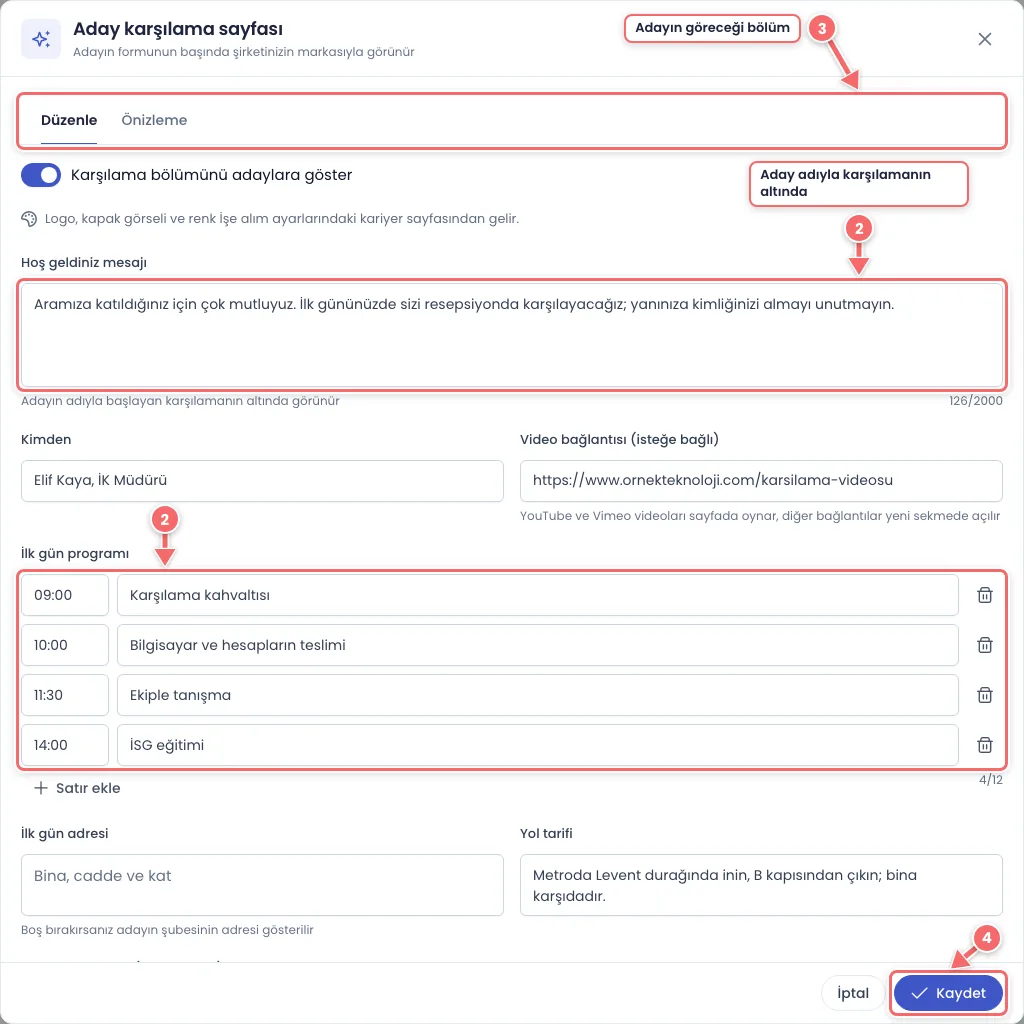 Aday karşılama sayfası
Adayın formunun başında şirketinizin markasıyla görünür
Adayın göreceği bölüm
3
Düzenle
Önizleme
Karşılama bölümünü adaylara göster
Aday adıyla karşılamanın
altında
Logo, kapak görseli ve renk İşe alım ayarlarındaki kariyer sayfasından gelir.
2
Hoş geldiniz mesajı
Aramıza katıldığınız için çok mutluyuz. İlk gününüzde sizi resepsiyonda karşılayacağız; yanınıza kimliğinizi almayı unutmayın.
Adayın adıyla başlayan karşılamanın altında görünür
126/2000
Kimden
Video bağlantısı (isteğe bağlı)
Elif Kaya, İK Müdürü
https://www.ornekteknoloji.com/karsilama-videosu
YouTube ve Vimeo videoları sayfada oynar, diğer bağlantılar yeni sekmede açılır
2
İlk gün programı
09:00
Karşılama kahvaltısı
10:00
Bilgisayar ve hesapların teslimi
11:30
Ekiple tanışma
14:00
İSG eğitimi
4/12
Satır ekle
İlk gün adresi
Yol tarifi
Bina, cadde ve kat
Metroda Levent durağında inin, B kapısından çıkın; bina
karşıdadır.
Boş bırakırsanız adayın şubesinin adresi gösterilir
4
İptal
Kaydet